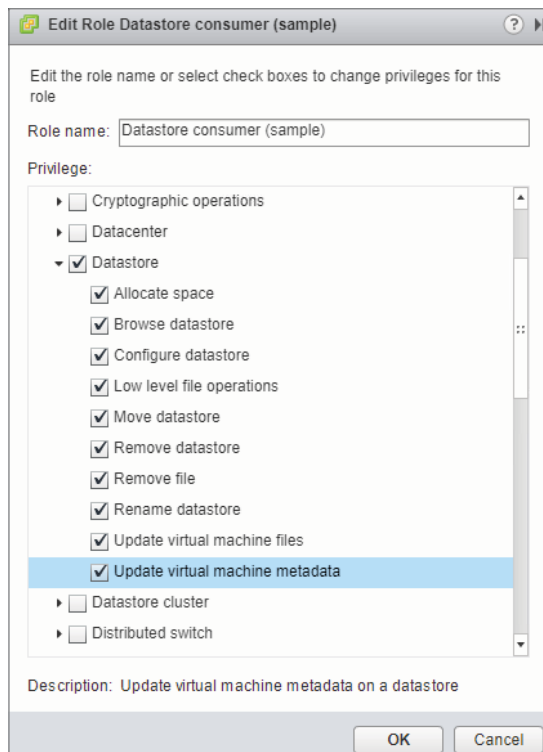 Edit Role Datastore consumer (sample)
?
Edit the role name or select check boxes to change privileges for this
role
Role name: Datastore consumer (sample)
Privilege:
Cryptographic operations
Datacenter
Datastore
Allocate space
Browse datastore
Configure datastore
Low level file operations
Move datastore
Remove datastore
Remove file
Rename datastore
Update virtual machine files
Update virtual machine metadata
Datastore cluster
Distributed switch
Description: Update virtual machine metadata on a datastore
OK Cancel